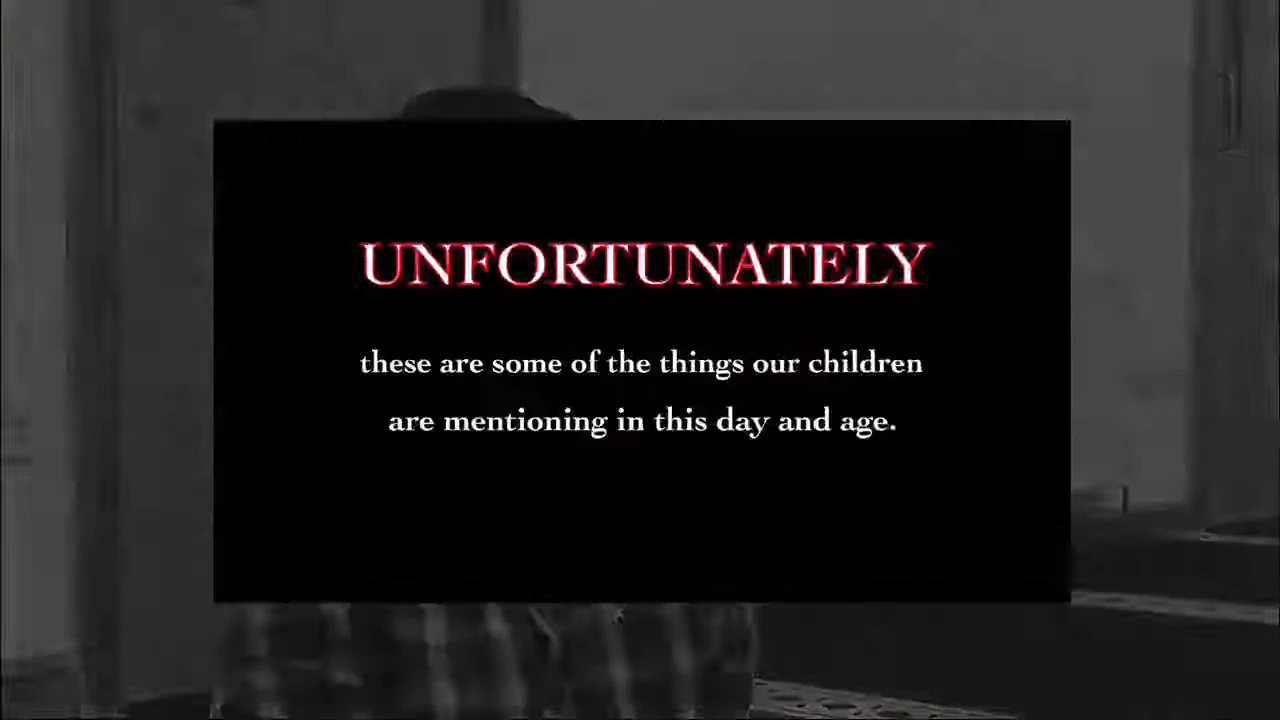 UNFORTUNATELY
these are some of the things our children
are mentioning in this day and age.